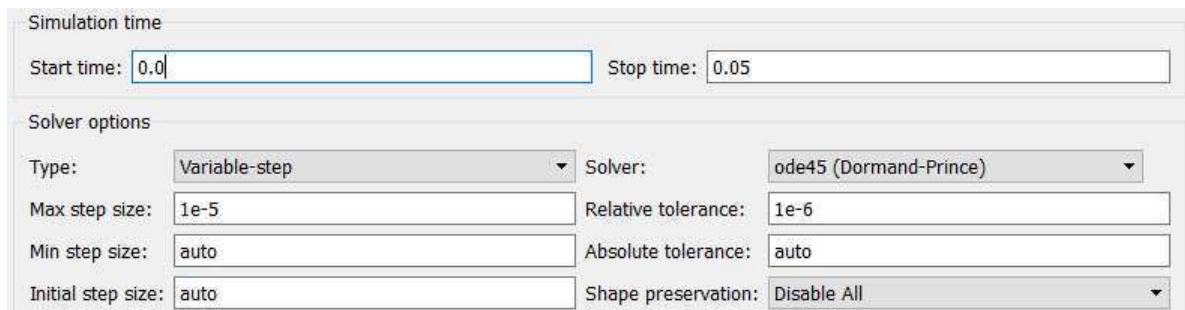 Simulation time
Start time: 0.0 Stop time: 0.05
Solver options
Type: Variable-step Solver: ode45 (Dormand-Prince)
Max step size: 1e-5 Relative tolerance: 1e-6
Min step size: auto Absolute tolerance: auto
Initial step size: auto Shape preservation: Disable All